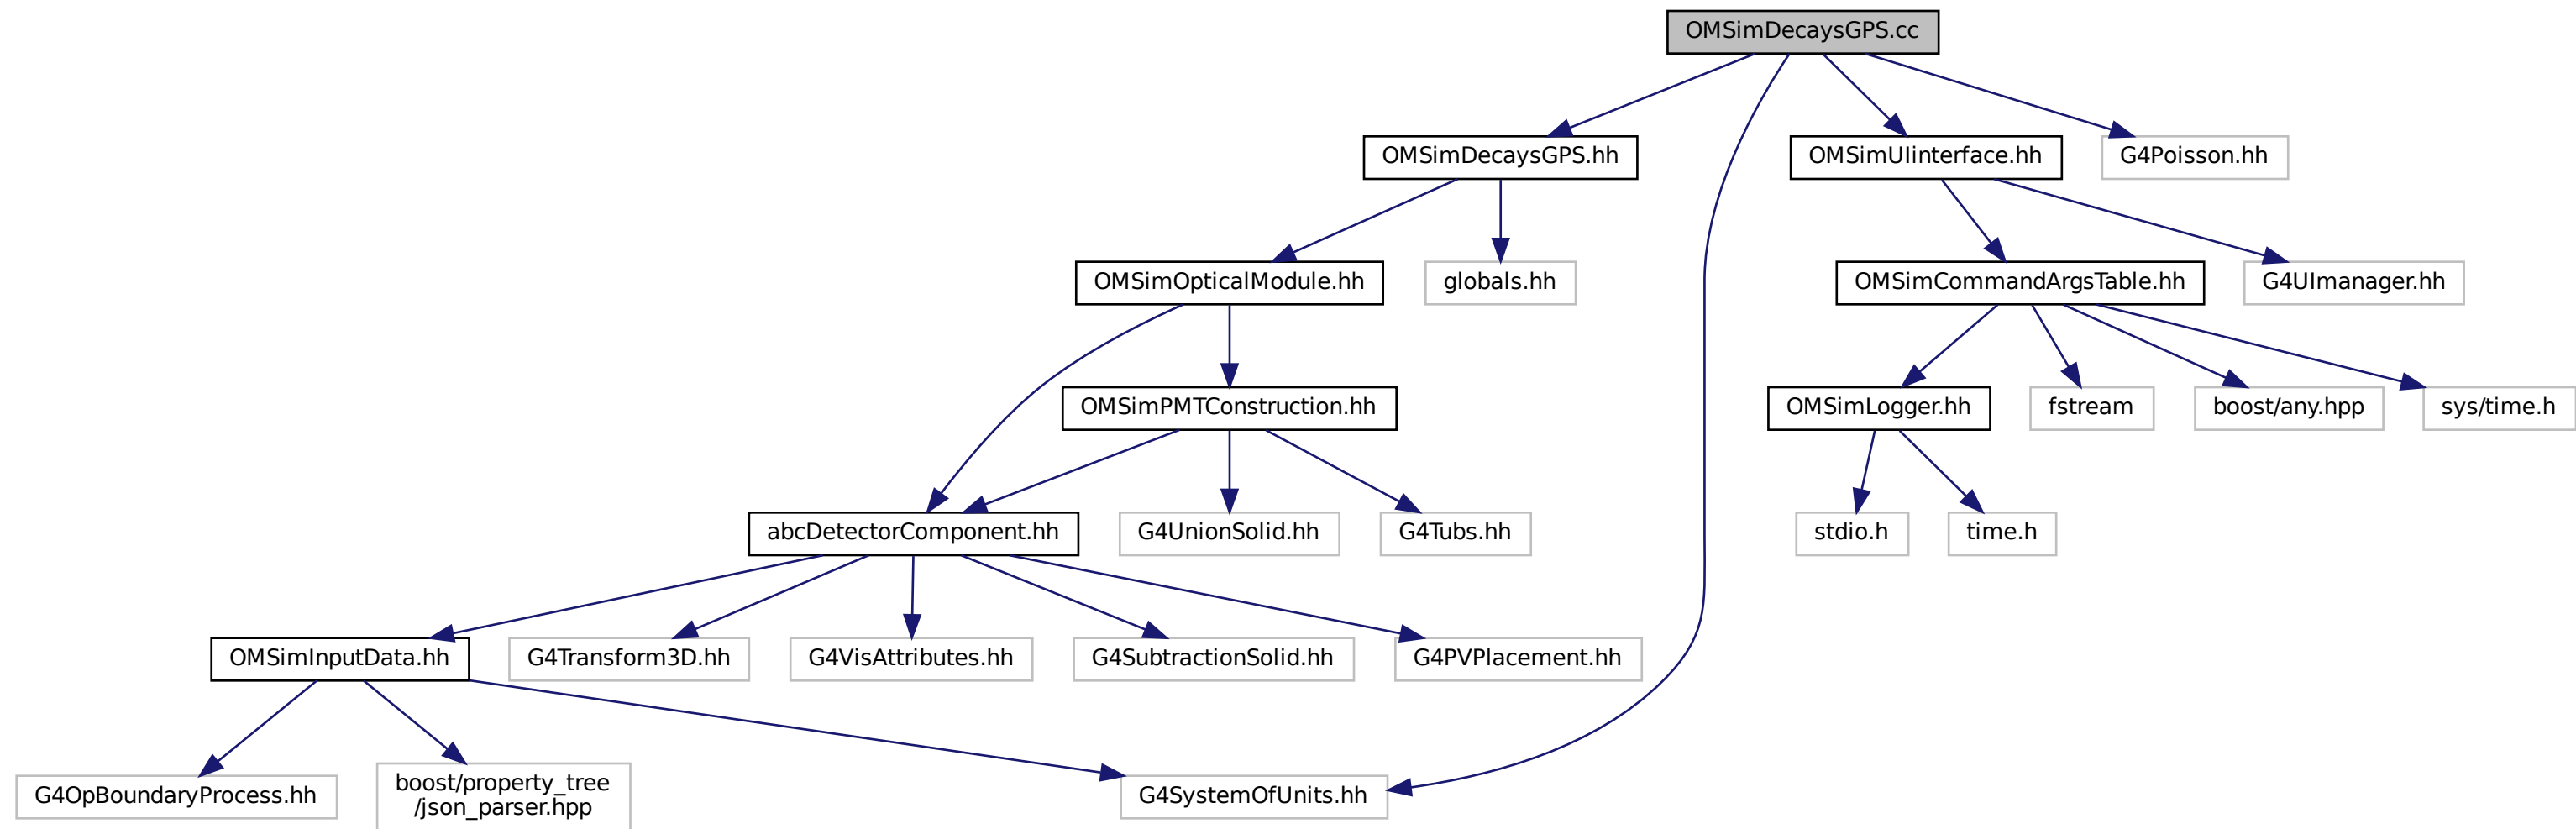 OMSimDecaysGPS.cc
OMSimDecaysGPS.hh
OMSimUIinterface.hh
G4Poisson.hh
OMSimOpticalModule.hh
globals.hh
OMSimCommandArgsTable.hh
G4UImanager.hh
OMSimPMTConstruction.hh
OMSimLogger.hh
fstream
boost/any.hpp
sys/time.h
abcDetectorComponent.hh
G4UnionSolid.hh
G4Tubs.hh
stdio.h
time.h
OMSimInputData.hh
G4Transform3D.hh
G4VisAttributes.hh
G4SubtractionSolid.hh
G4PVPlacement.hh
G4OpBoundaryProcess.hh
boost/property_tree
/json_parser.hpp
G4SystemOfUnits.hh